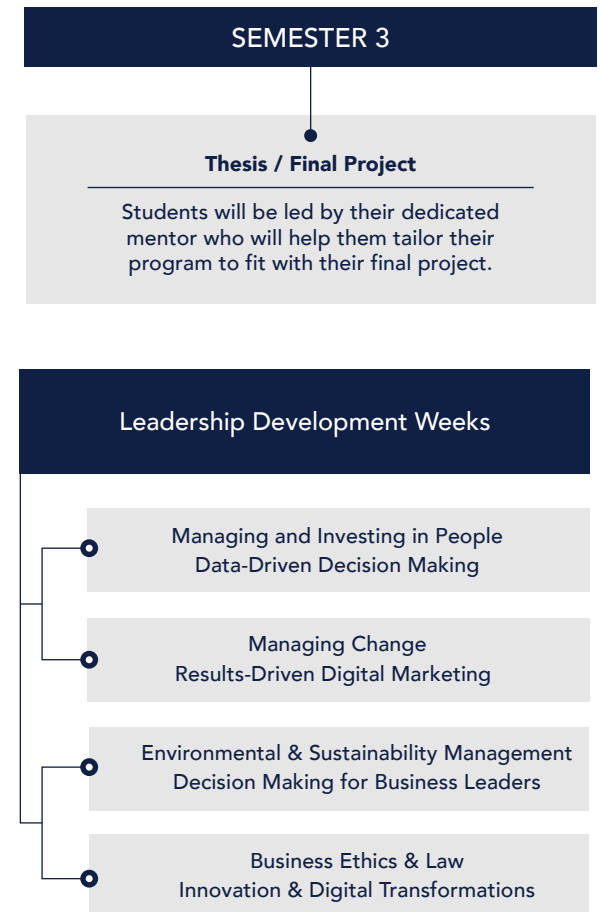 SEMESTER 3
Thesis / Final Project
Students will be led by their dedicated
mentor who will help them tailor their
program to fit with their final project.
Leadership Development Weeks
Managing and Investing in People
Data-Driven Decision Making
Managing Change
Results-Driven Digital Marketing
Environmental & Sustainability Management
Decision Making for Business Leaders
Business Ethics & Law
Innovation & Digital Transformations